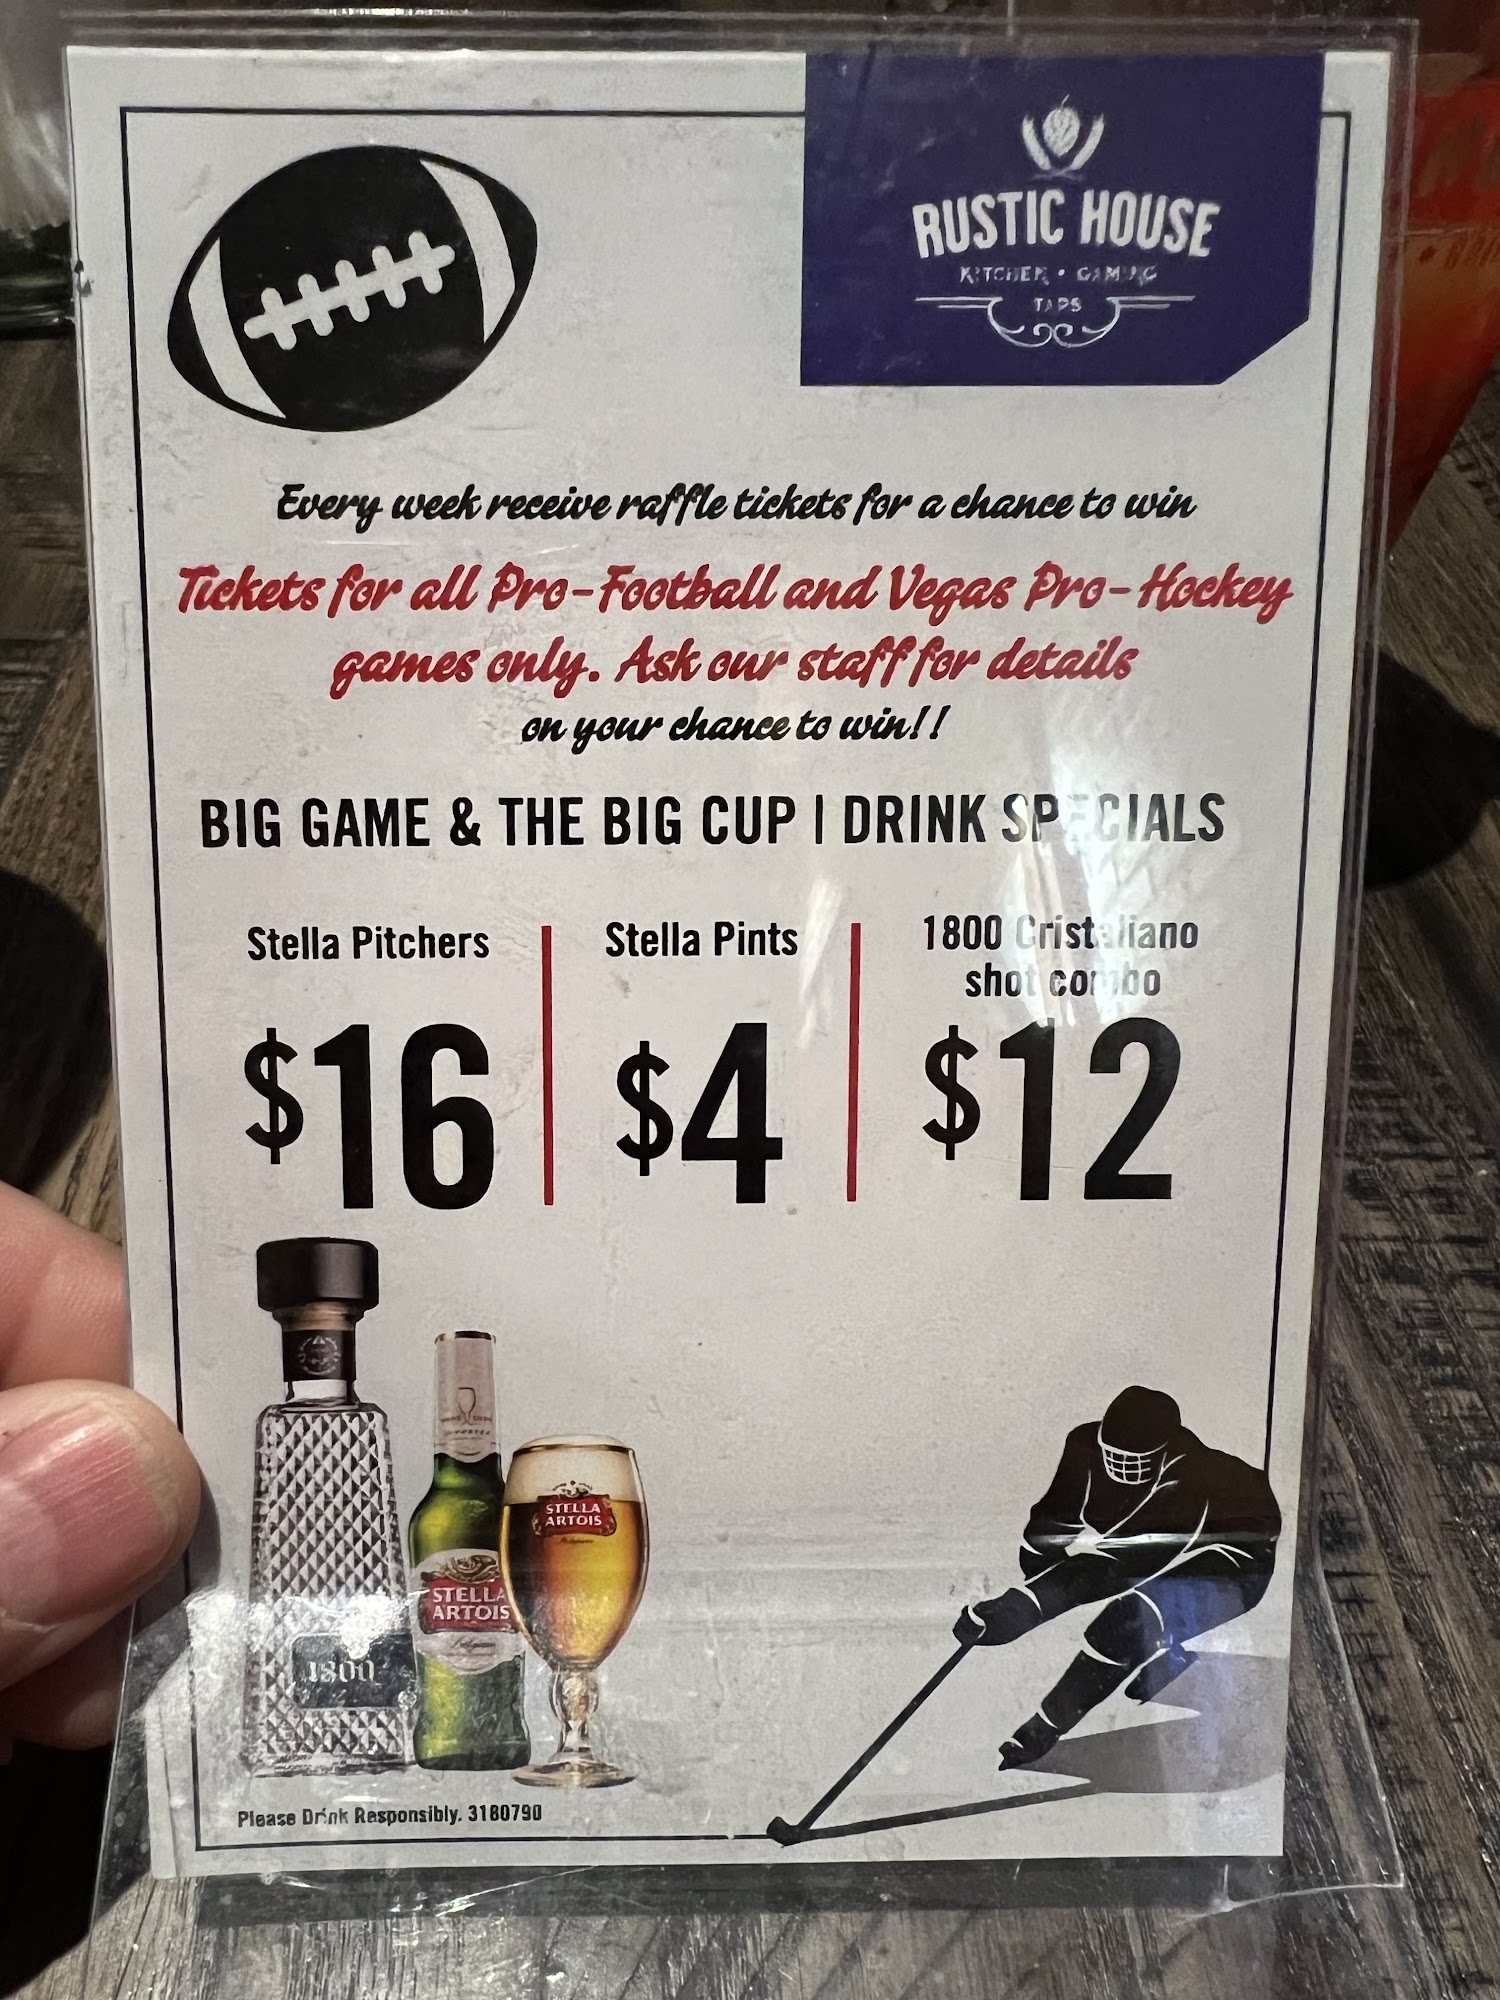 RUSTIC HOUSE
KITCHEN • GAMING
TAPS
Every week receive raffle tickets for a chance to win
Tickets for all Pro-Football and Vegas Pro-Hockey
games only. Ask our staff for details
on your chance to win!!
BIG GAME & THE BIG CUP | DRINK SPECIALS
Stella Pitchers
$16
Stella Pints
$4
1800 Cristaliano
shot combo
$12
STELLA
ARTOIS
STELLA
ARTOIS
1800
Please Drink Responsibly. 3180790